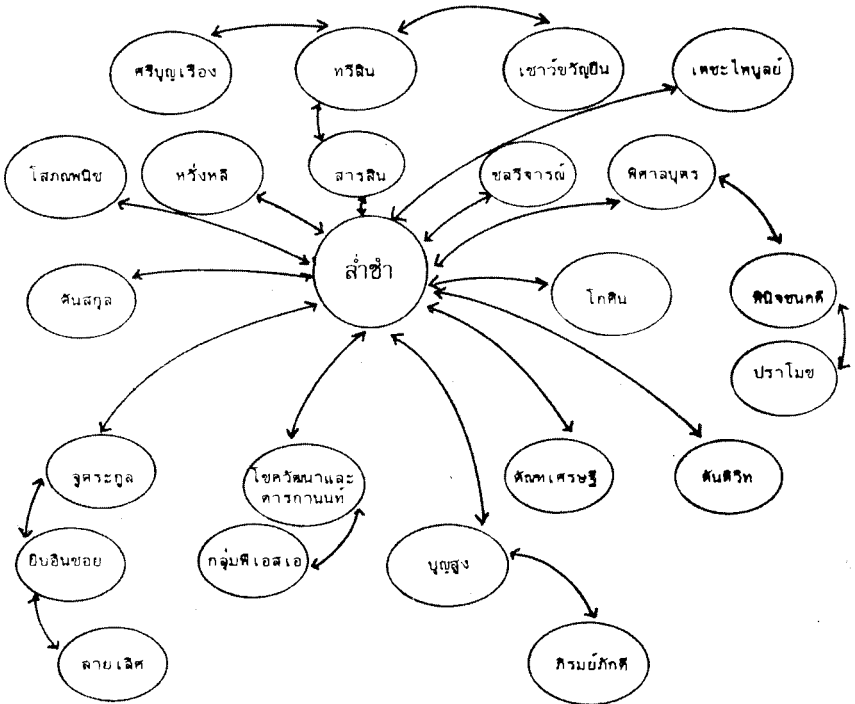 ศรีบุญเรือง
ทวีสิน
เชาว์ขวัญยืน
เตชะไพบูลย์
โสภณพนิช
หวั่งหลี
สารสิน
ชลวิจารณ์
พิศาลบุตร
ล่ำซำ
ตันสกุล
โกศิน
พินิจชนคดี
ปราโมช
จูตระกูล
โชควัฒนาและ
ดารกานนท์
ตัณฑเศรษฐี
ตันติวิท
ยิบอินซอย
กลุ่มพีเอสเอ
บุญสูง
ลายเลิศ
ภิรมย์ภักดี